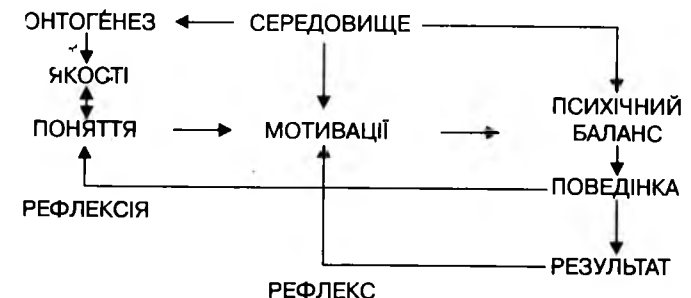 ОНТОГЕНЕЗ СЕРЕДОВИЩЕ
ЯКОСТІ
ПСИХІЧНИЙ
ПОНЯТТЯ МОТИВАЦІЇ БАЛАНС
ПОВЕДІНКА
РЕФЛЕКСІЯ
РЕЗУЛЬТАТ
РЕФЛЕКС